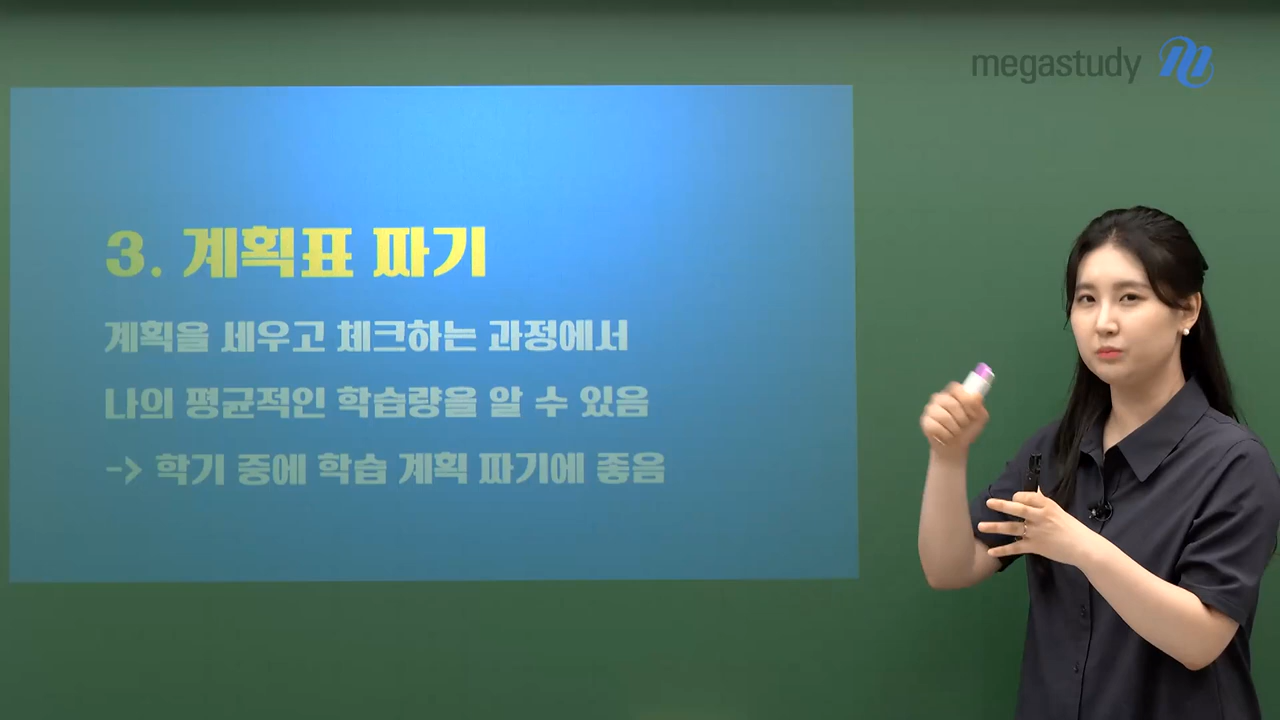 megastudy
3. 계획표 짜기
계획을 세우고 체크하는 과정에서
나의 평균적인 학습량을 알 수 있음
-> 학기 중에 학습 계획 짜기에 좋음